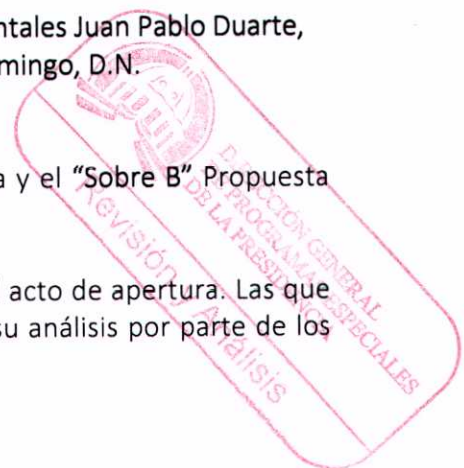 ntales Juan Pablo Duarte,
mingo, D.N.
a y el “Sobre B” Propuesta
acto de apertura. Las que
su análisis por parte de los
DIRECCIÓN GENERAL
DE PROGRAMAS ESPECIALES
DE LA PRESIDENCIA
Revisión y Análisis